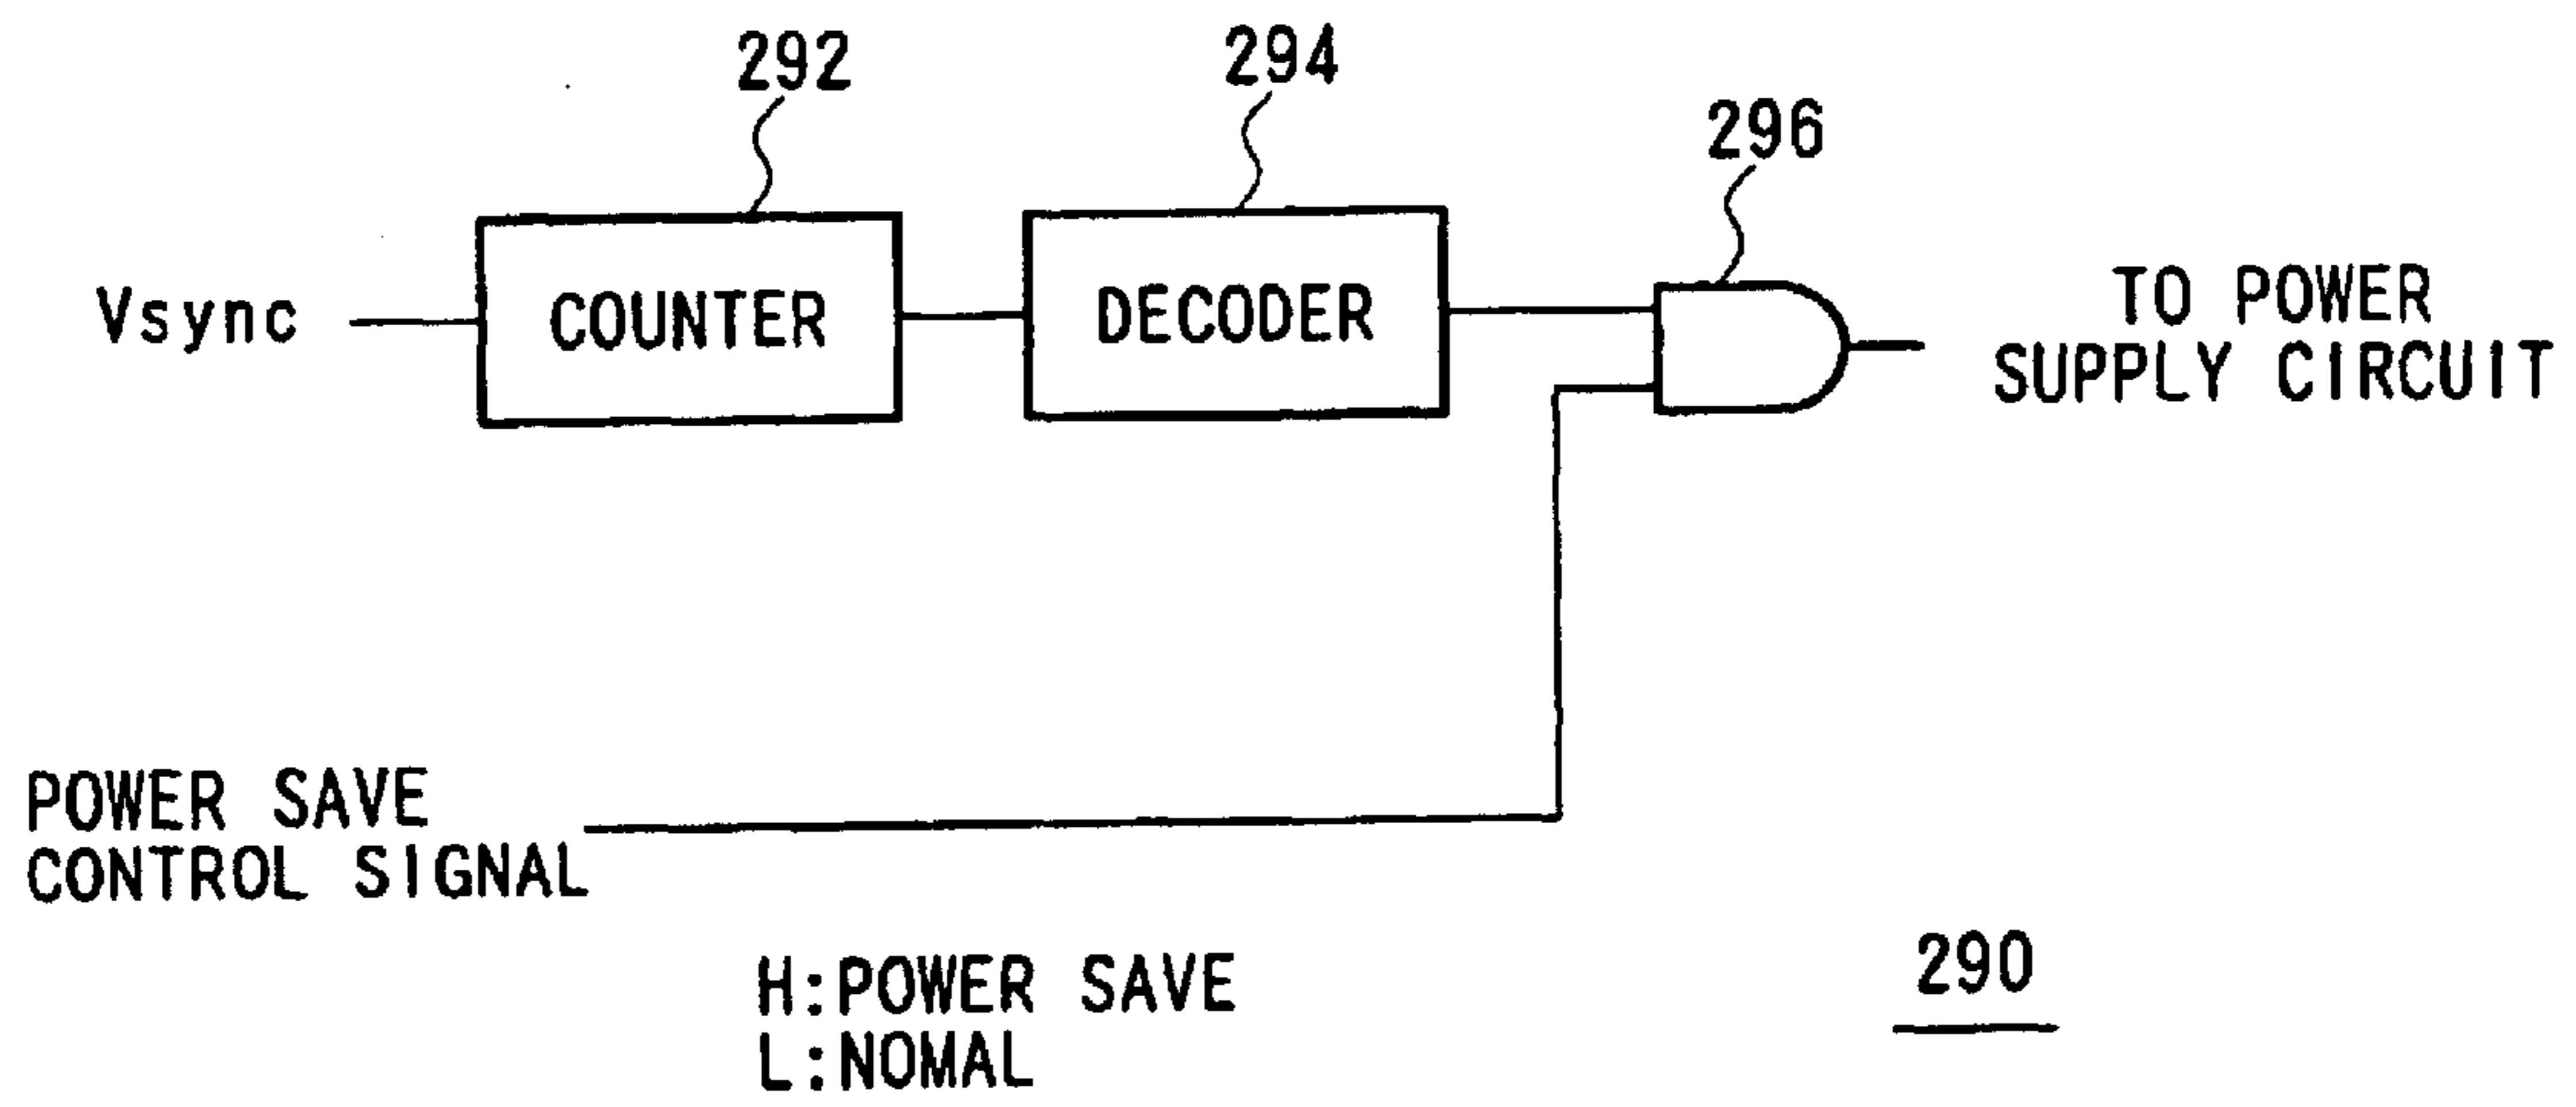 292
294
296
Vsync
COUNTER
DECODER
TO POWER
SUPPLY CIRCUIT
POWER SAVE
CONTROL SIGNAL
H:POWER SAVE
L:NOMAL
290